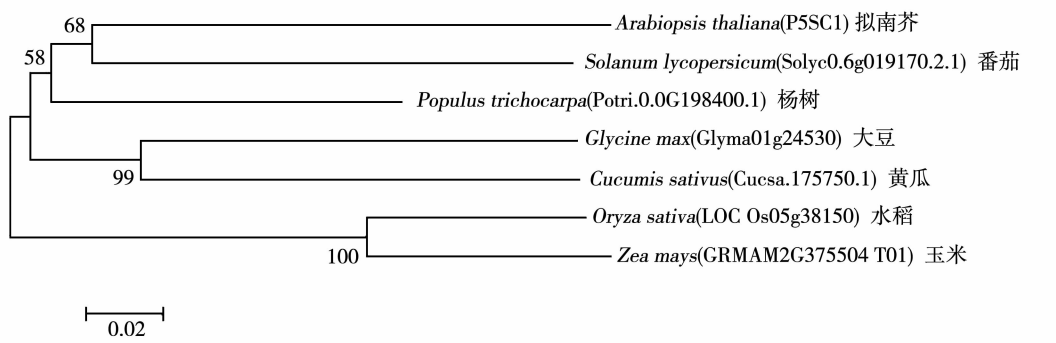 68
Arabiopsis thaliana(P5SC1) 拟南芥
58
Solanum lycopersicum(Solyc0.6g019170.2.1) 番茄
Populus trichocarpa(Potri.0.0G198400.1) 杨树
Glycine max(Glyma01g24530) 大豆
99
Cucumis sativus(Cucsa.175750.1) 黄瓜
Oryza sativa(LOC Os05g38150) 水稻
100
Zea mays(GRMAM2G375504 T01) 玉米
0.02